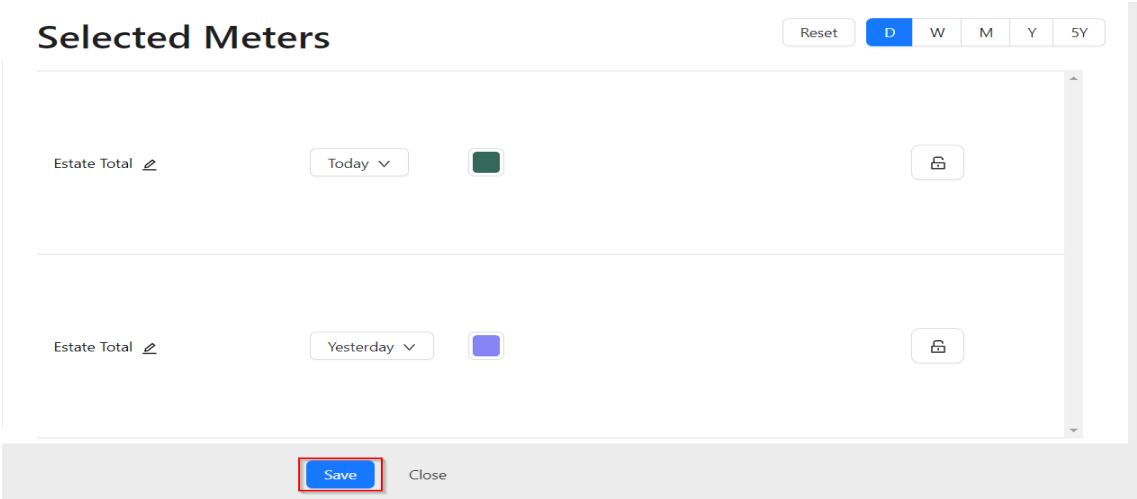 Selected Meters
Reset D W M Y 5Y
Estate Total Today
Estate Total Yesterday
Save Close